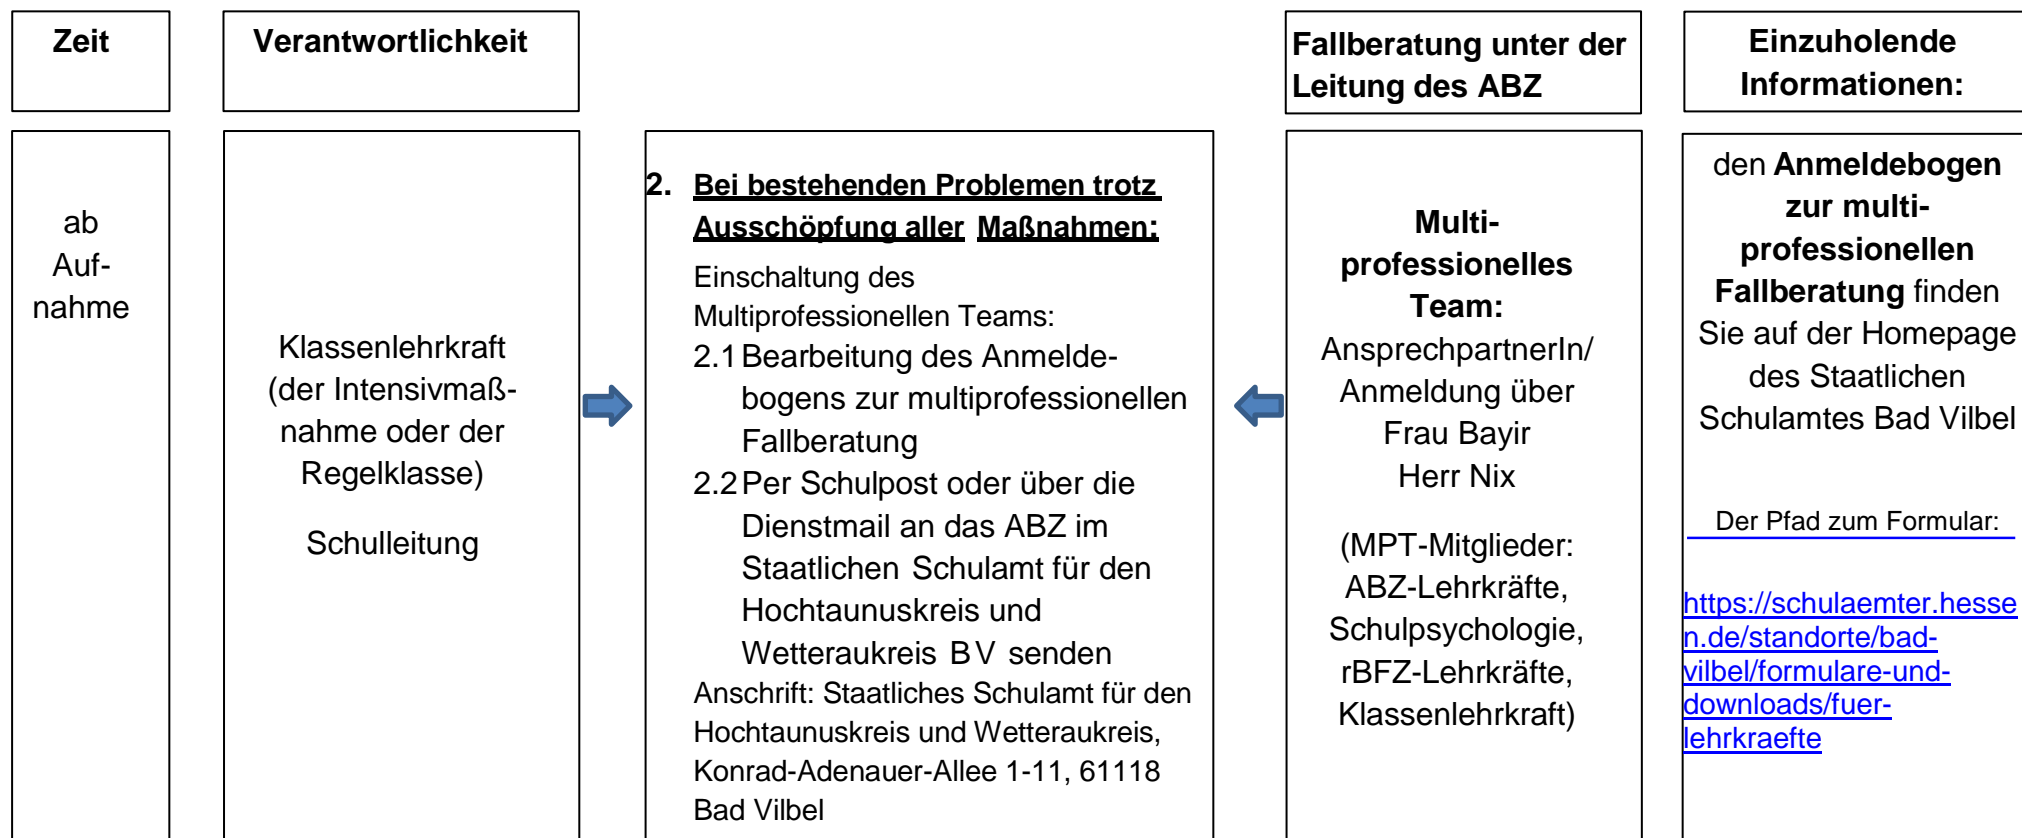 Zeit
Verantwortlichkeit
Fallberatung unter der
Leitung des ABZ
Einzuholende
Informationen:
ab
Auf-
nahme
Klassenlehrkraft
(der Intensivmaß-
nahme oder der
Regelklasse)
Schulleitung
2. Bei bestehenden Problemen trotz
Ausschöpfung aller Maßnahmen:
Einschaltung des
Multiprofessionellen Teams:
2.1 Bearbeitung des Anmelde-
bogens zur multiprofessionellen
Fallberatung
2.2 Per Schulpost oder über die
Dienstmail an das ABZ im
Staatlichen Schulamt für den
Hochtaunuskreis und
Wetteraukreis BV senden
Anschrift: Staatliches Schulamt für den
Hochtaunuskreis und Wetteraukreis,
Konrad-Adenauer-Allee 1-11, 61118
Bad Vilbel
Multi-
professionelles
Team:
AnsprechpartnerIn/
Anmeldung über
Frau Bayir
Herr Nix
(MPT-Mitglieder:
ABZ-Lehrkräfte,
Schulpsychologie,
rBFZ-Lehrkräfte,
Klassenlehrkraft)
den Anmeldebogen
zur multi-
professionellen
Fallberatung finden
Sie auf der Homepage
des Staatlichen
Schulamtes Bad Vilbel
Der Pfad zum Formular:
https://schulaemter.hesse
n.de/standorte/bad-
vilbel/formulare-und-
downloads/fuer-
lehrkraefte